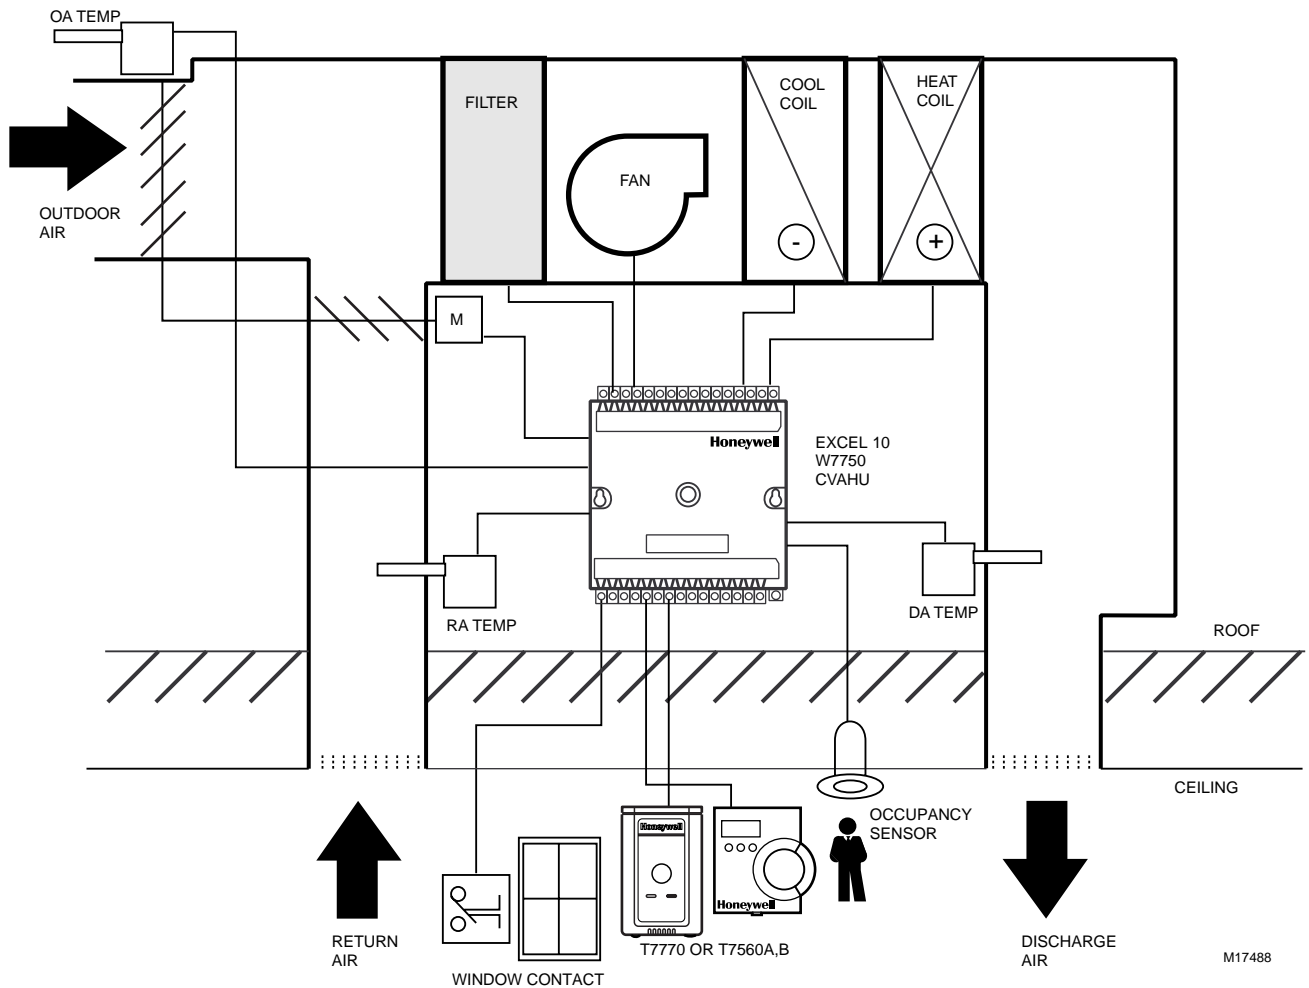 OA TEMP
FILTER
COOL
COIL
HEAT
COIL
FAN
OUTDOOR
AIR
-
+
M
Honeywell
EXCEL 10
W7750
CVAHU
RA TEMP
DA TEMP
ROOF
CEILING
OCCUPANCY
SENSOR
Honeywell
Honeywell
RETURN
AIR
T7770 OR T7560A,B
DISCHARGE
AIR
WINDOW CONTACT
M17488